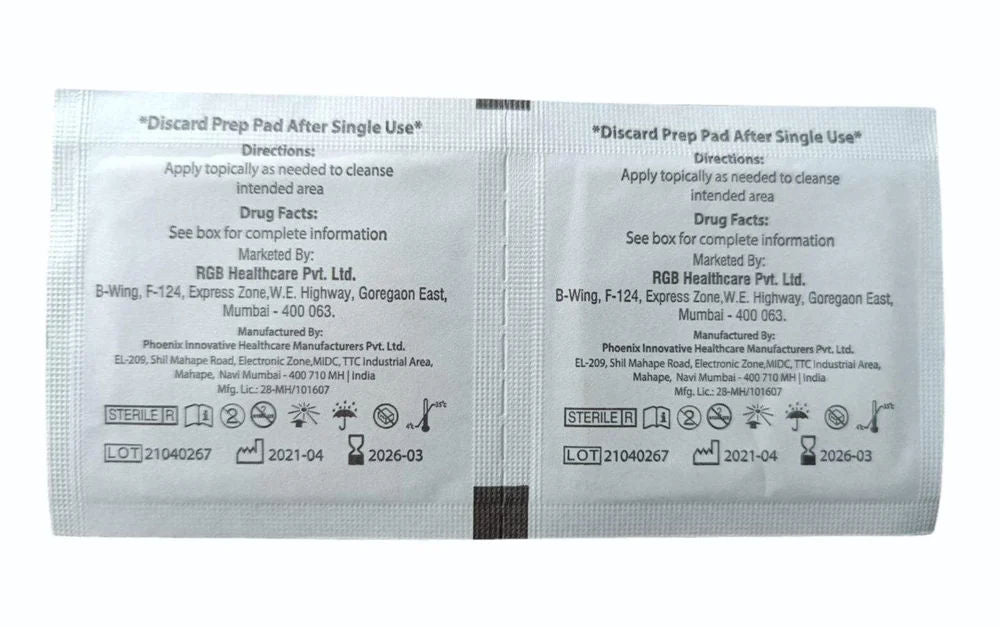 *Discard Prep Pad After Single Use*
Directions:
Apply topically as needed to cleanse
intended area
Drug Facts:
See box for complete information
Marketed By:
RGB Healthcare Pvt. Ltd.
B-Wing, F-124, Express Zone,W.E. Highway, Goregaon East,
Mumbai - 400 063.
Manufactured By:
Phoenix Innovative Healthcare Manufacturers Pvt. Ltd.
EL-209, Shil Mahape Road, Electronic Zone,MIDC, TTC Industrial Area,
Mahape, Navi Mumbai - 400 710 MH | India
Mfg. Lic.: 28-MH/101607
STERILE R 2
LOT 21040267 2021-04 2026-03
*Discard Prep Pad After Single Use*
Directions:
Apply topically as needed to cleanse
intended area
Drug Facts:
See box for complete information
Marketed By:
RGB Healthcare Pvt. Ltd.
B-Wing, F-124, Express Zone,W.E. Highway, Goregaon East,
Mumbai - 400 063.
Manufactured By:
Phoenix Innovative Healthcare Manufacturers Pvt. Ltd.
EL-209, Shil Mahape Road, Electronic Zone,MIDC, TTC Industrial Area,
Mahape, Navi Mumbai - 400 710 MH | India
Mfg. Lic.: 28-MH/101607
STERILE R 2
LOT 21040267 2021-04 2026-03